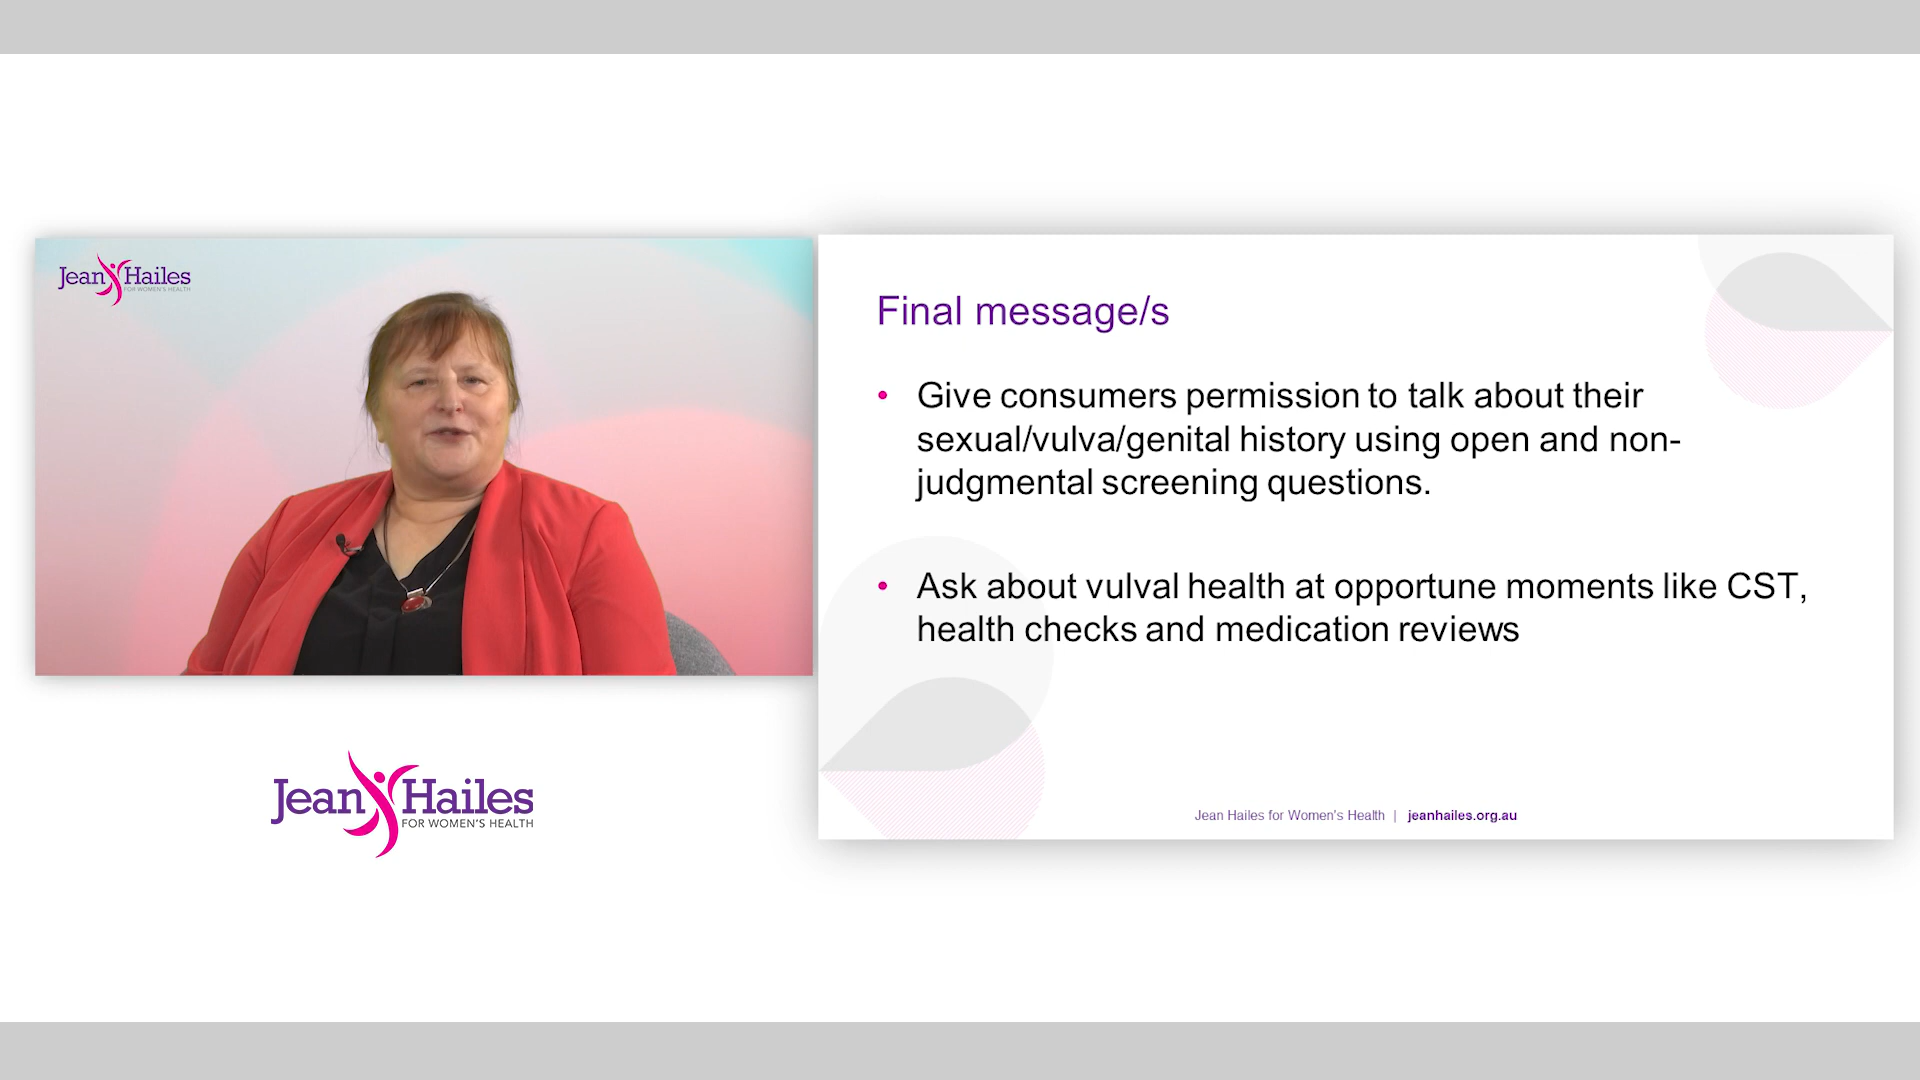 Jean Hailes
FOR WOMEN'S HEALTH
Final message/s
• Give consumers permission to talk about their
sexual/vulva/genital history using open and non-
judgmental screening questions.
• Ask about vulval health at opportune moments like CST,
health checks and medication reviews
Jean Hailes for Women's Health | jeanhailes.org.au
Jean Hailes
FOR WOMEN'S HEALTH